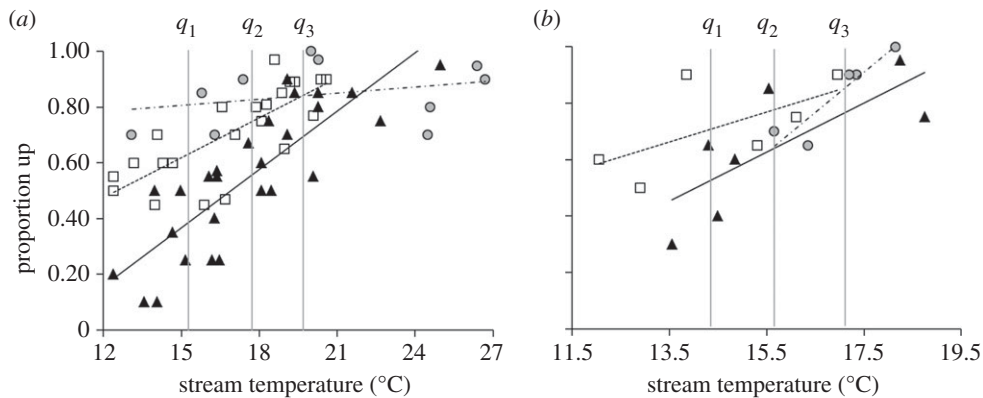 (a)
q1 q2 q3
1.00
0.80
0.60
0.40
0.20
0
proportion up
12 15 18 21 24 27
stream temperature (°C)
(b)
q1 q2 q3
11.5 13.5 15.5 17.5 19.5
stream temperature (°C)